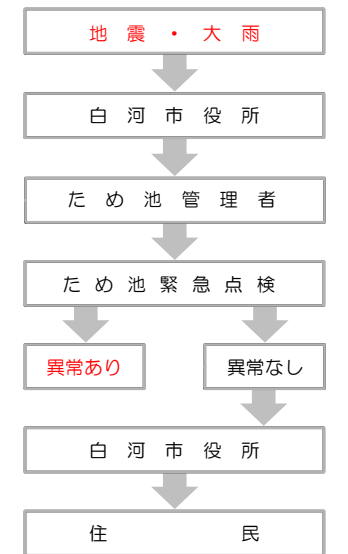 地震・大雨
白河市役所
ため池管理者
ため池緊急点検
異常あり 異常なし
白河市役所
住民